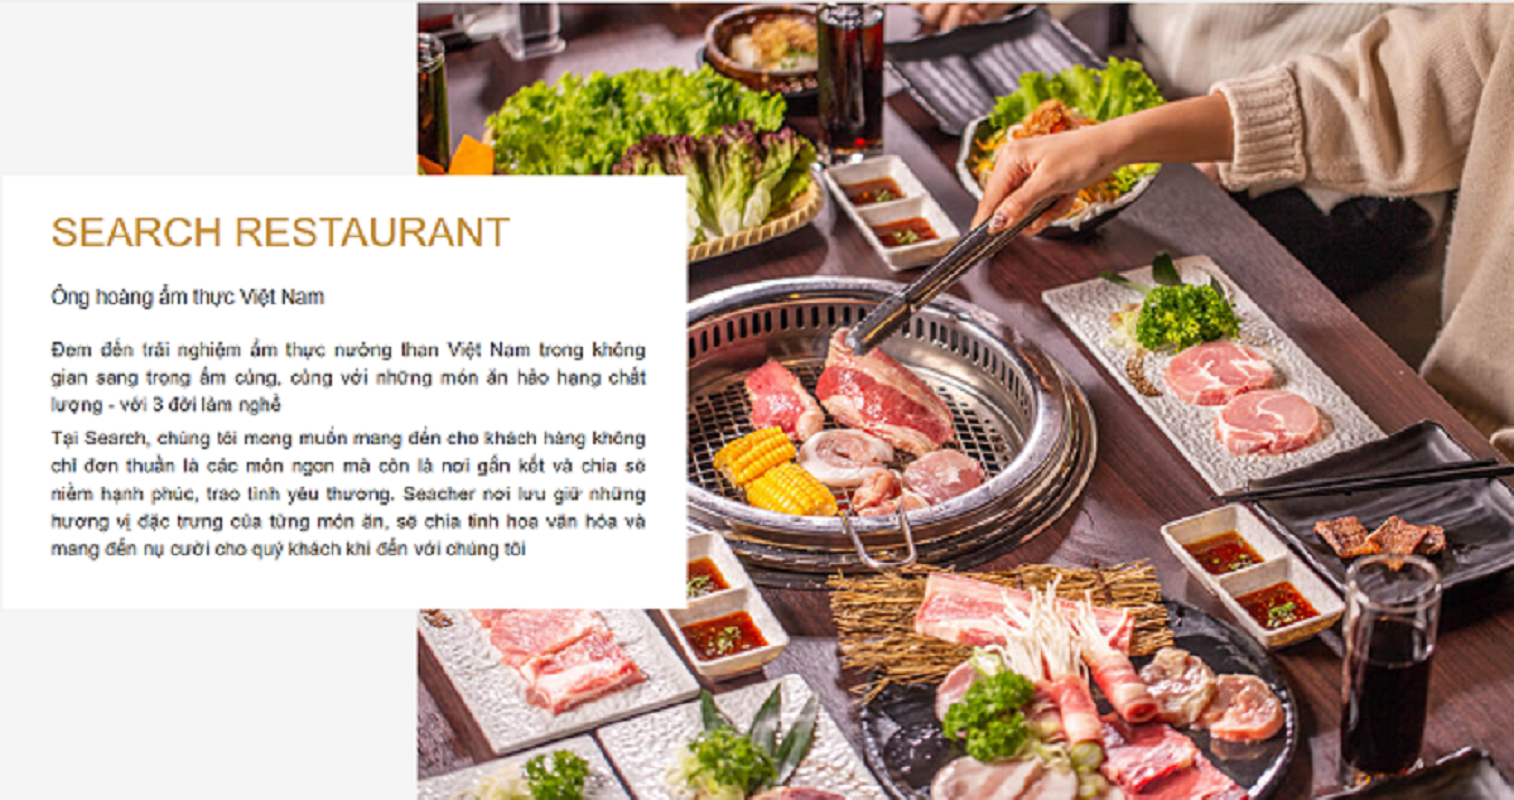 SEARCH RESTAURANT
Ông hoàng ẩm thực Việt Nam
Đem đến trải nghiệm ẩm thực nướng than Việt Nam trong không
gian sang trọng ấm cúng, cùng với những món ăn hảo hạng chất
lượng - với 3 đời làm nghề
Tại Search, chúng tôi mong muốn mang đến cho khách hàng không
chỉ đơn thuần là các món ngon mà còn là nơi gắn kết và chia sẻ
niềm hạnh phúc, trao tình yêu thương. Seacher nơi lưu giữ những
hương vị đặc trưng của từng món ăn, sẻ chia tinh hoa văn hóa và
mang đến nụ cười cho quý khách khi đến với chúng tôi